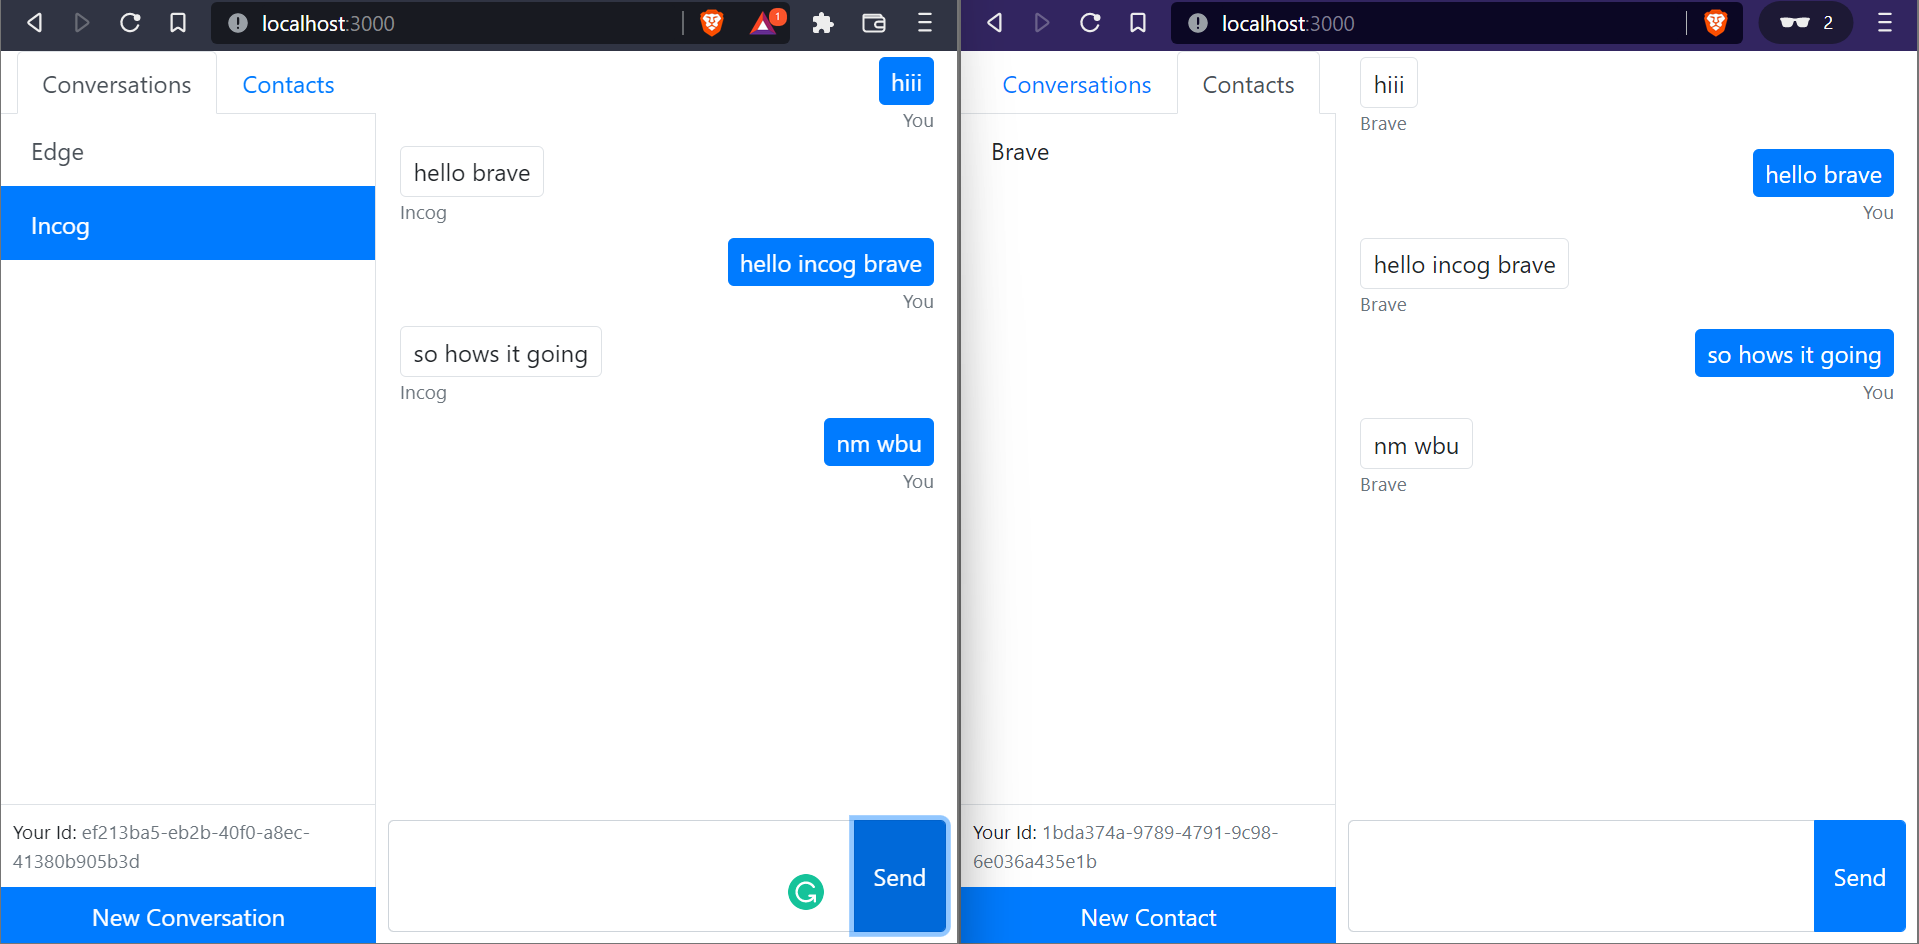 localhost:3000
1
Conversations
Contacts
Edge
Incog
hiii
You
hello brave
Incog
hello incog brave
You
so hows it going
Incog
nm wbu
You
Your Id: ef213ba5-eb2b-40f0-a8ec-
41380b905b3d
New Conversation
Send
localhost:3000
2
Conversations
Contacts
Brave
hiii
Brave
hello brave
You
hello incog brave
Brave
so hows it going
You
nm wbu
Brave
Your Id: 1bda374a-9789-4791-9c98-
6e036a435e1b
New Contact
Send